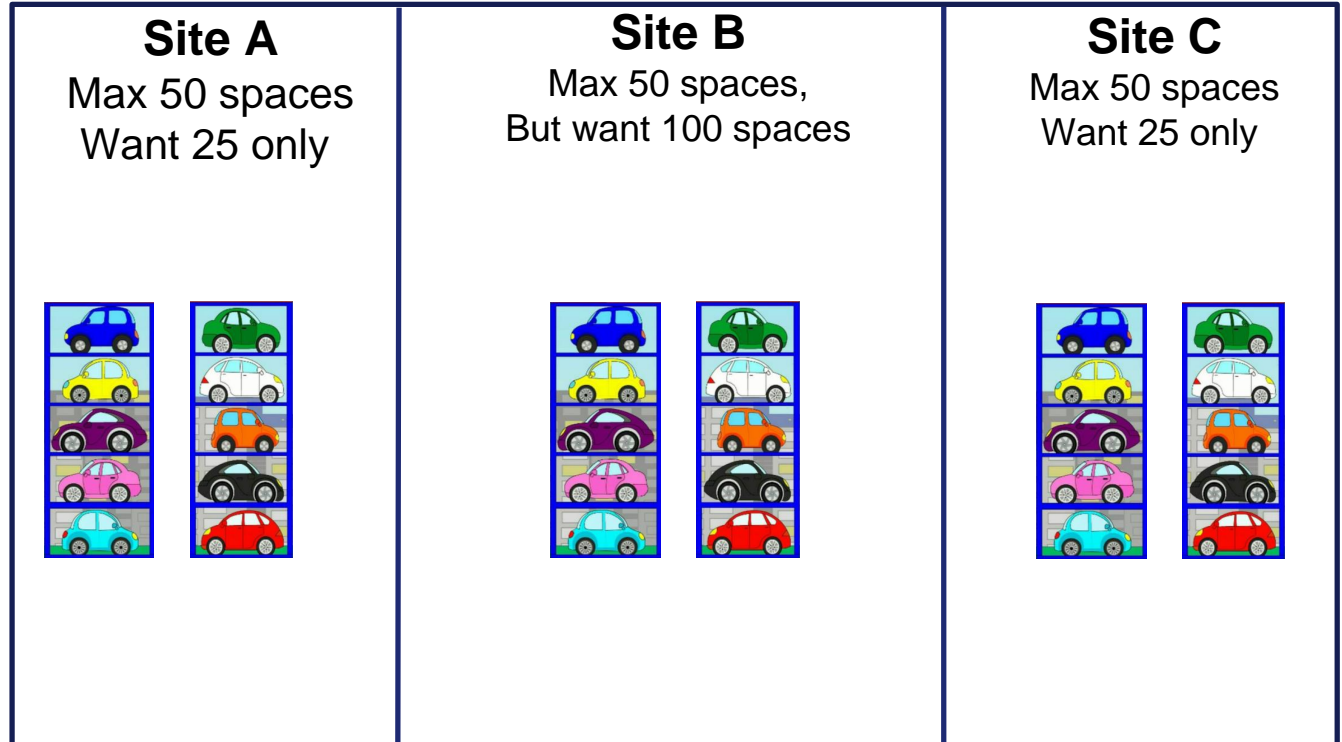 Site A
Max 50 spaces
Want 25 only
Site B
Max 50 spaces,
But want 100 spaces
Site C
Max 50 spaces
Want 25 only